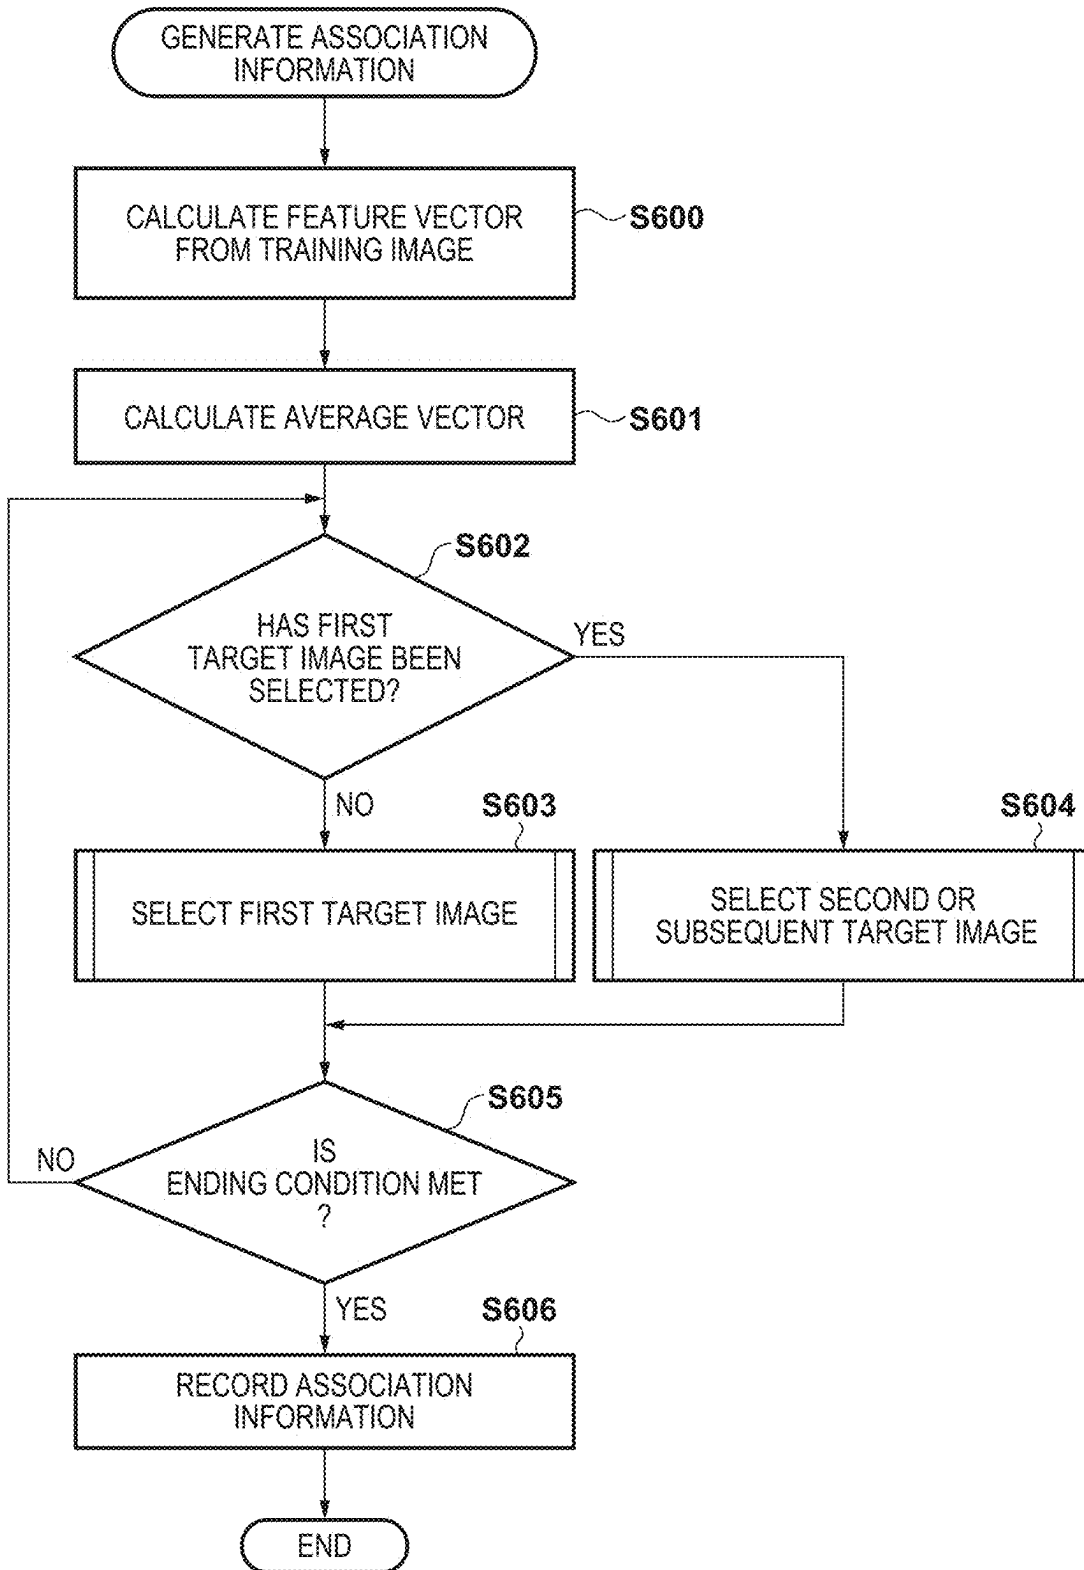 GENERATE ASSOCIATION
INFORMATION
CALCULATE FEATURE VECTOR
FROM TRAINING IMAGE
S600
CALCULATE AVERAGE VECTOR
S601
S602
HAS FIRST
TARGET IMAGE BEEN
SELECTED?
YES
NO
S603
SELECT FIRST TARGET IMAGE
S604
SELECT SECOND OR
SUBSEQUENT TARGET IMAGE
S605
IS
ENDING CONDITION MET
?
NO
YES
S606
RECORD ASSOCIATION
INFORMATION
END